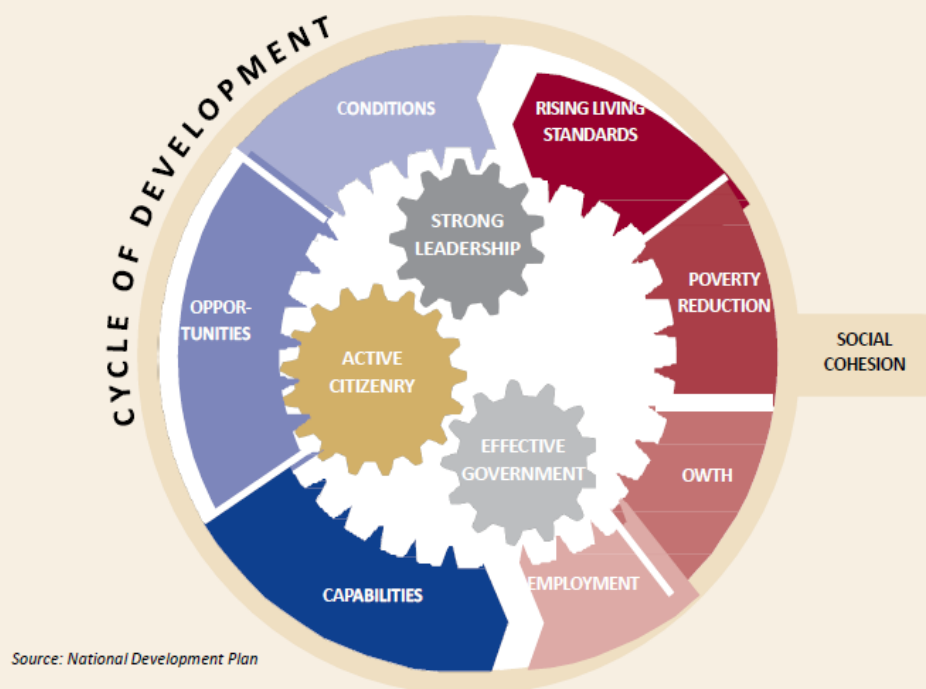 CYCLE OF DEVELOPMENT
CONDITIONS
RISING LIVING
STANDARDS
STRONG
LEADERSHIP
OPPOR-
TUNITIES
POVERTY
REDUCTION
SOCIAL
COHESION
ACTIVE
CITIZENRY
EFFECTIVE
GOVERNMENT
OWTH
EMPLOYMENT
CAPABILITIES
Source: National Development Plan